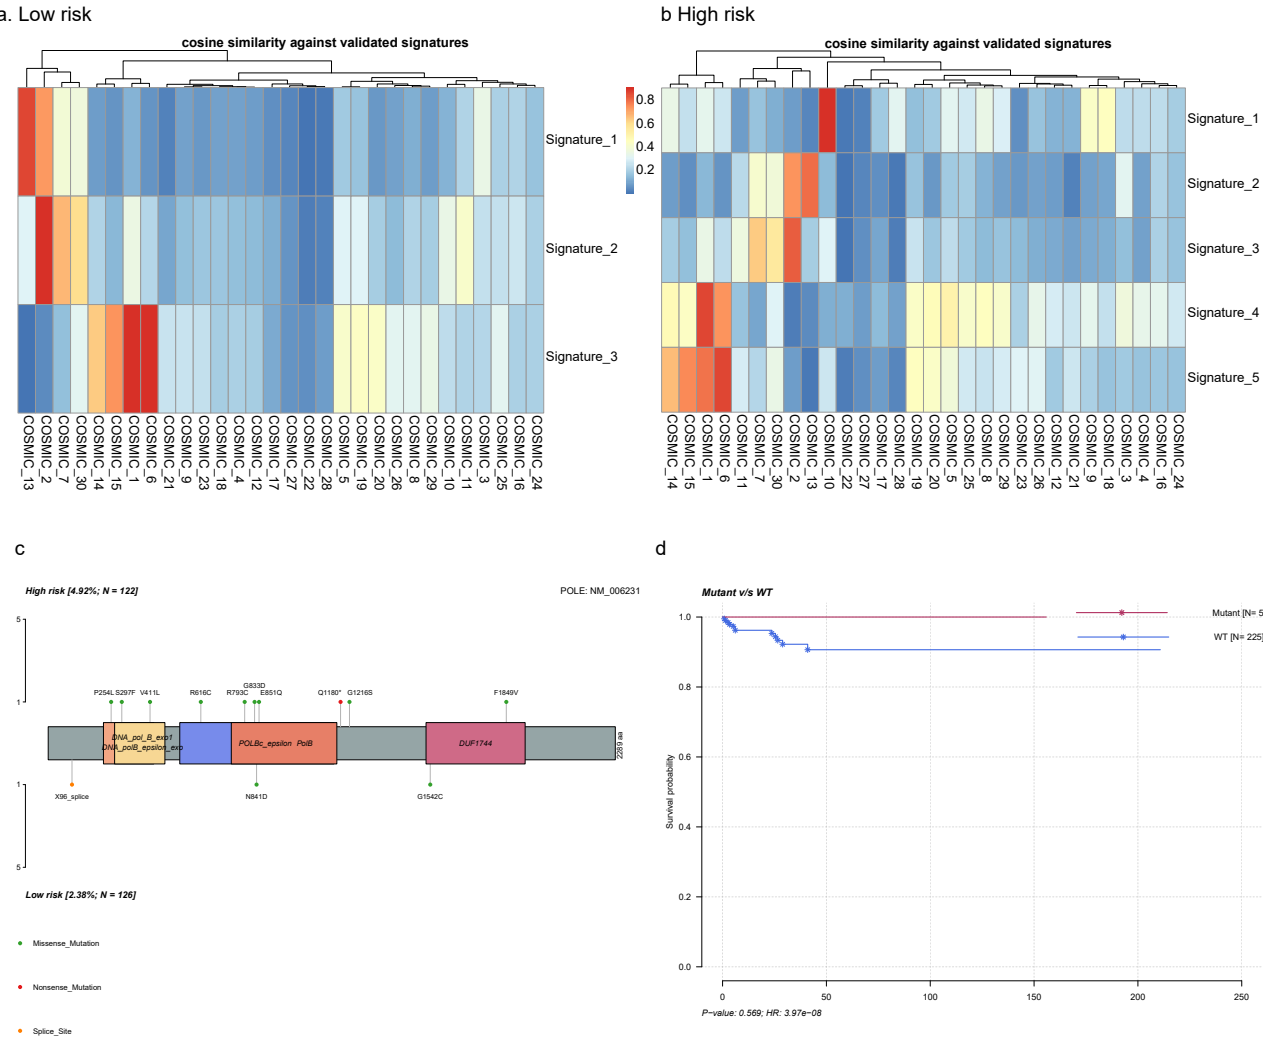 a. Low risk
b High risk
cosine similarity against validated signatures
cosine similarity against validated signatures
Signature_1
Signature_2
Signature_3
0.8
0.6
0.4
0.2
Signature_1
Signature_2
Signature_3
Signature_4
Signature_5
COSMIC_13
COSMIC_2
COSMIC_7
COSMIC_30
COSMIC_14
COSMIC_15
COSMIC_1
COSMIC_6
COSMIC_21
COSMIC_9
COSMIC_23
COSMIC_18
COSMIC_4
COSMIC_12
COSMIC_17
COSMIC_27
COSMIC_22
COSMIC_28
COSMIC_5
COSMIC_19
COSMIC_20
COSMIC_26
COSMIC_8
COSMIC_29
COSMIC_10
COSMIC_11
COSMIC_3
COSMIC_25
COSMIC_16
COSMIC_24
COSMIC_14
COSMIC_15
COSMIC_1
COSMIC_6
COSMIC_11
COSMIC_7
COSMIC_30
COSMIC_2
COSMIC_13
COSMIC_10
COSMIC_22
COSMIC_27
COSMIC_17
COSMIC_28
COSMIC_19
COSMIC_20
COSMIC_5
COSMIC_25
COSMIC_8
COSMIC_29
COSMIC_23
COSMIC_26
COSMIC_12
COSMIC_21
COSMIC_9
COSMIC_18
COSMIC_3
COSMIC_4
COSMIC_16
COSMIC_24
c
High risk [4.92%; N = 122]
POLE: NM_006231
5
1
1
5
P254L S297F V411L R616C R793C G833D E851Q Q1180* G1216S F1849V
DNA_pol_B_exo1
DNA_polB_epsilon_exo
POLBc_epsilon PolB
DUF1744
2289 aa
X96_splice N841D G1542C
Low risk [2.38%; N = 126]
Missense_Mutation
Nonsense_Mutation
Splice_Site
d
Mutant v/s WT
Mutant [N= 5
WT [N= 225]
Survival probability
1.0
0.8
0.6
0.4
0.2
0.0
0 50 100 150 200 250
P-value: 0.569; HR: 3.97e-08